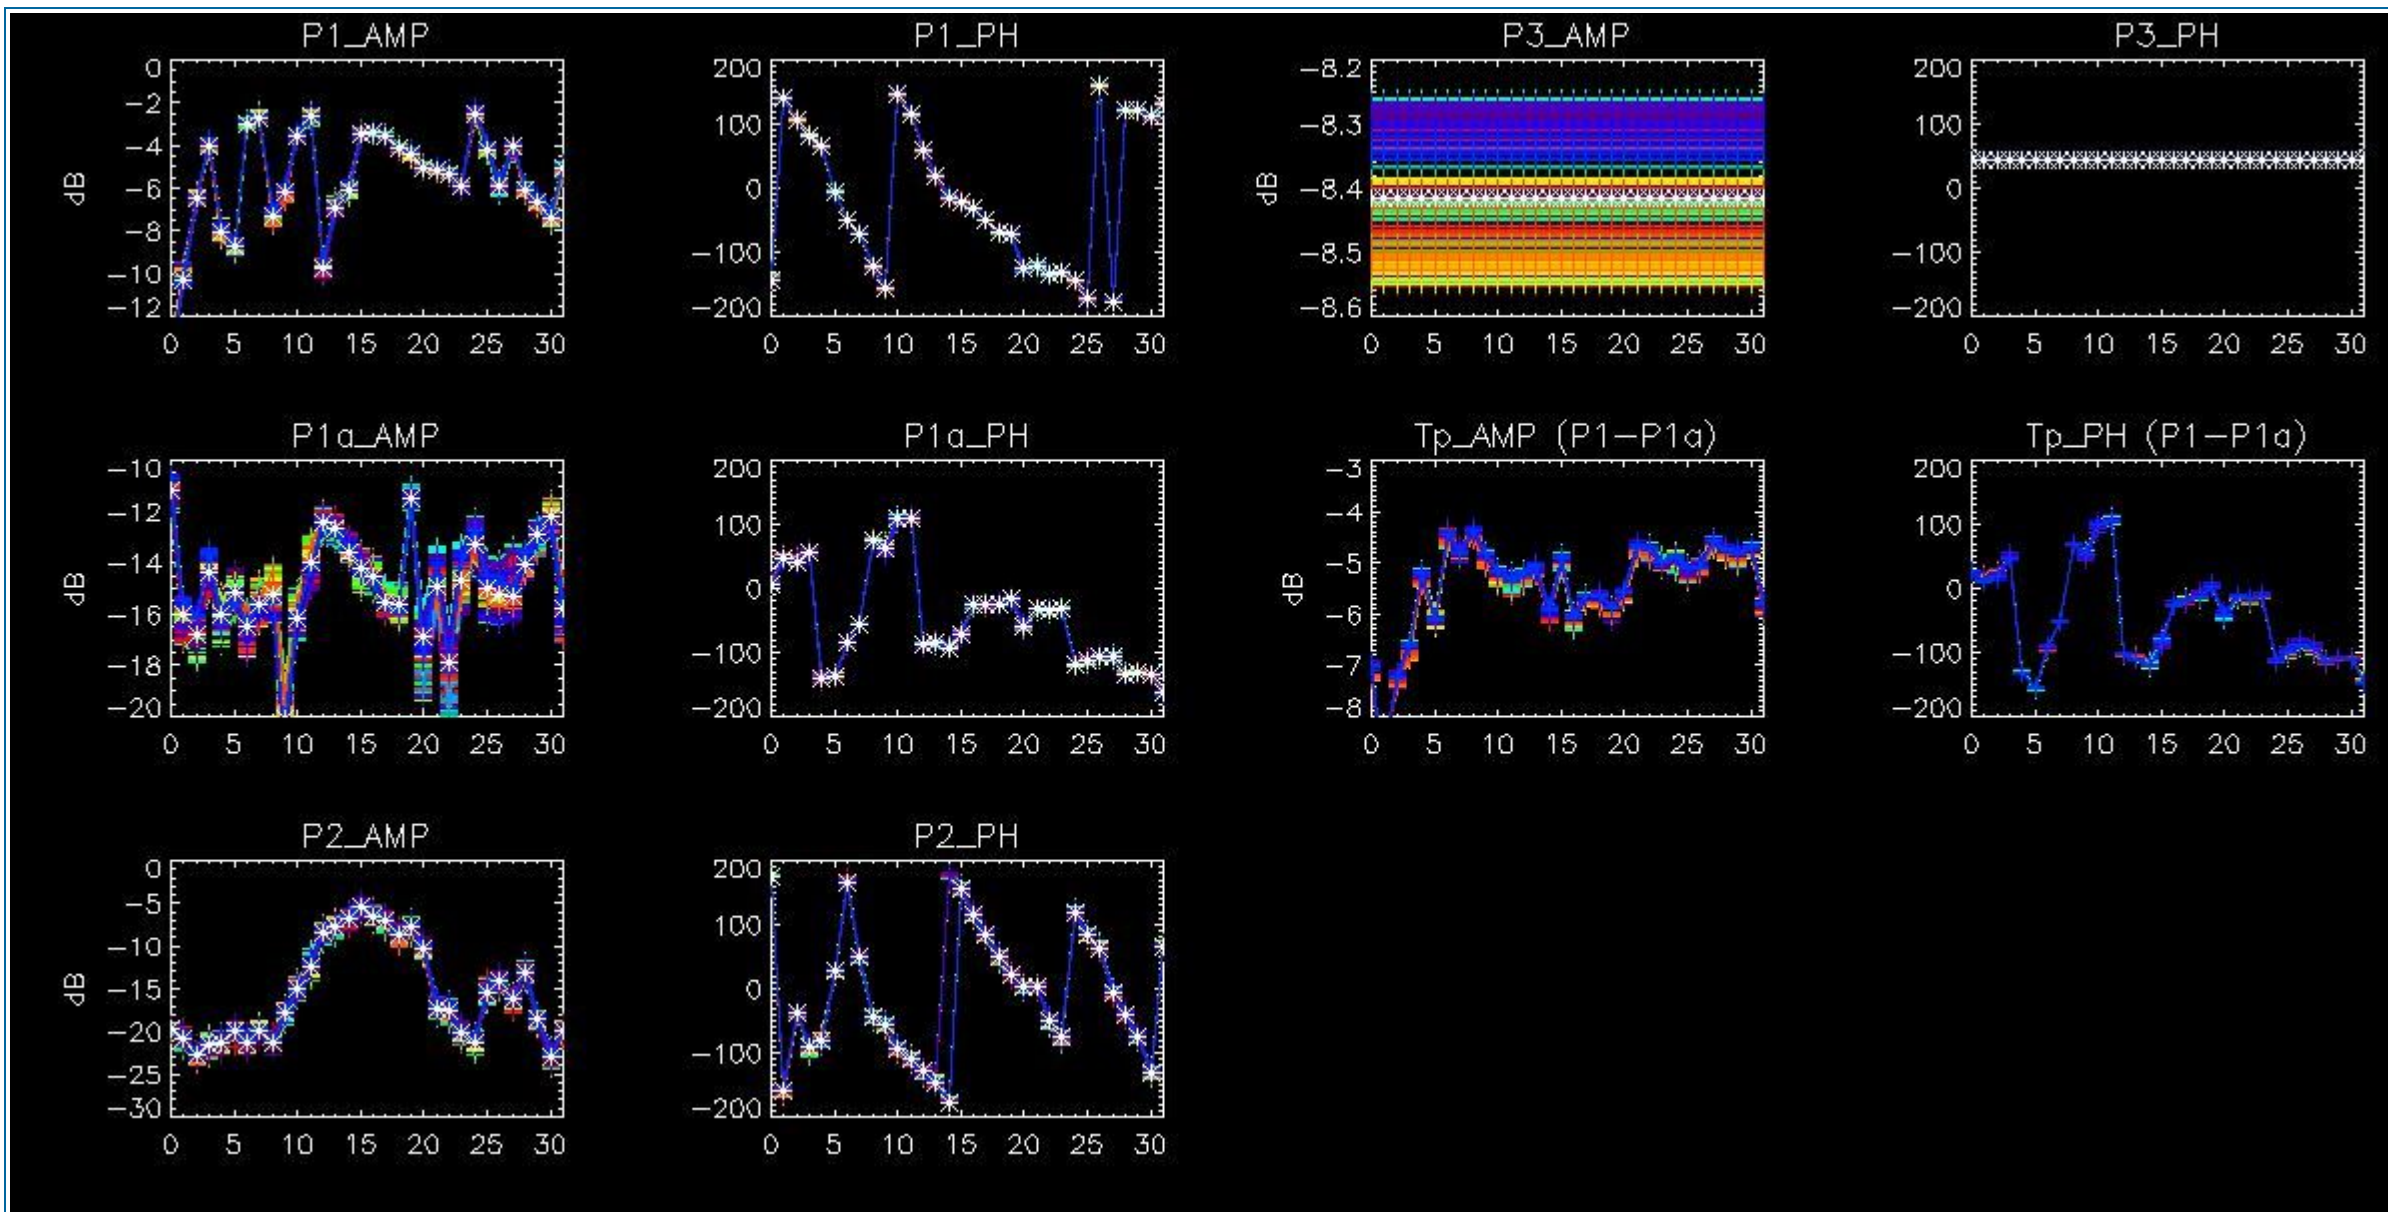 P1_AMP
0
−2
−4
−6
−8
−10
−12
dB
0 5 10 15 20 25 30
P1_PH
200
100
0
−100
−200
0 5 10 15 20 25 30
P3_AMP
−8.2
−8.3
−8.4
−8.5
−8.6
dB
0 5 10 15 20 25 30
P3_PH
200
100
0
−100
−200
0 5 10 15 20 25 30
P1a_AMP
−10
−12
−14
−16
−18
−20
dB
0 5 10 15 20 25 30
P1a_PH
200
100
0
−100
−200
0 5 10 15 20 25 30
Tp_AMP (P1−P1a)
−3
−4
−5
−6
−7
−8
dB
0 5 10 15 20 25 30
Tp_PH (P1−P1a)
200
100
0
−100
−200
0 5 10 15 20 25 30
P2_AMP
0
−5
−10
−15
−20
−25
−30
dB
0 5 10 15 20 25 30
P2_PH
200
100
0
−100
−200
0 5 10 15 20 25 30